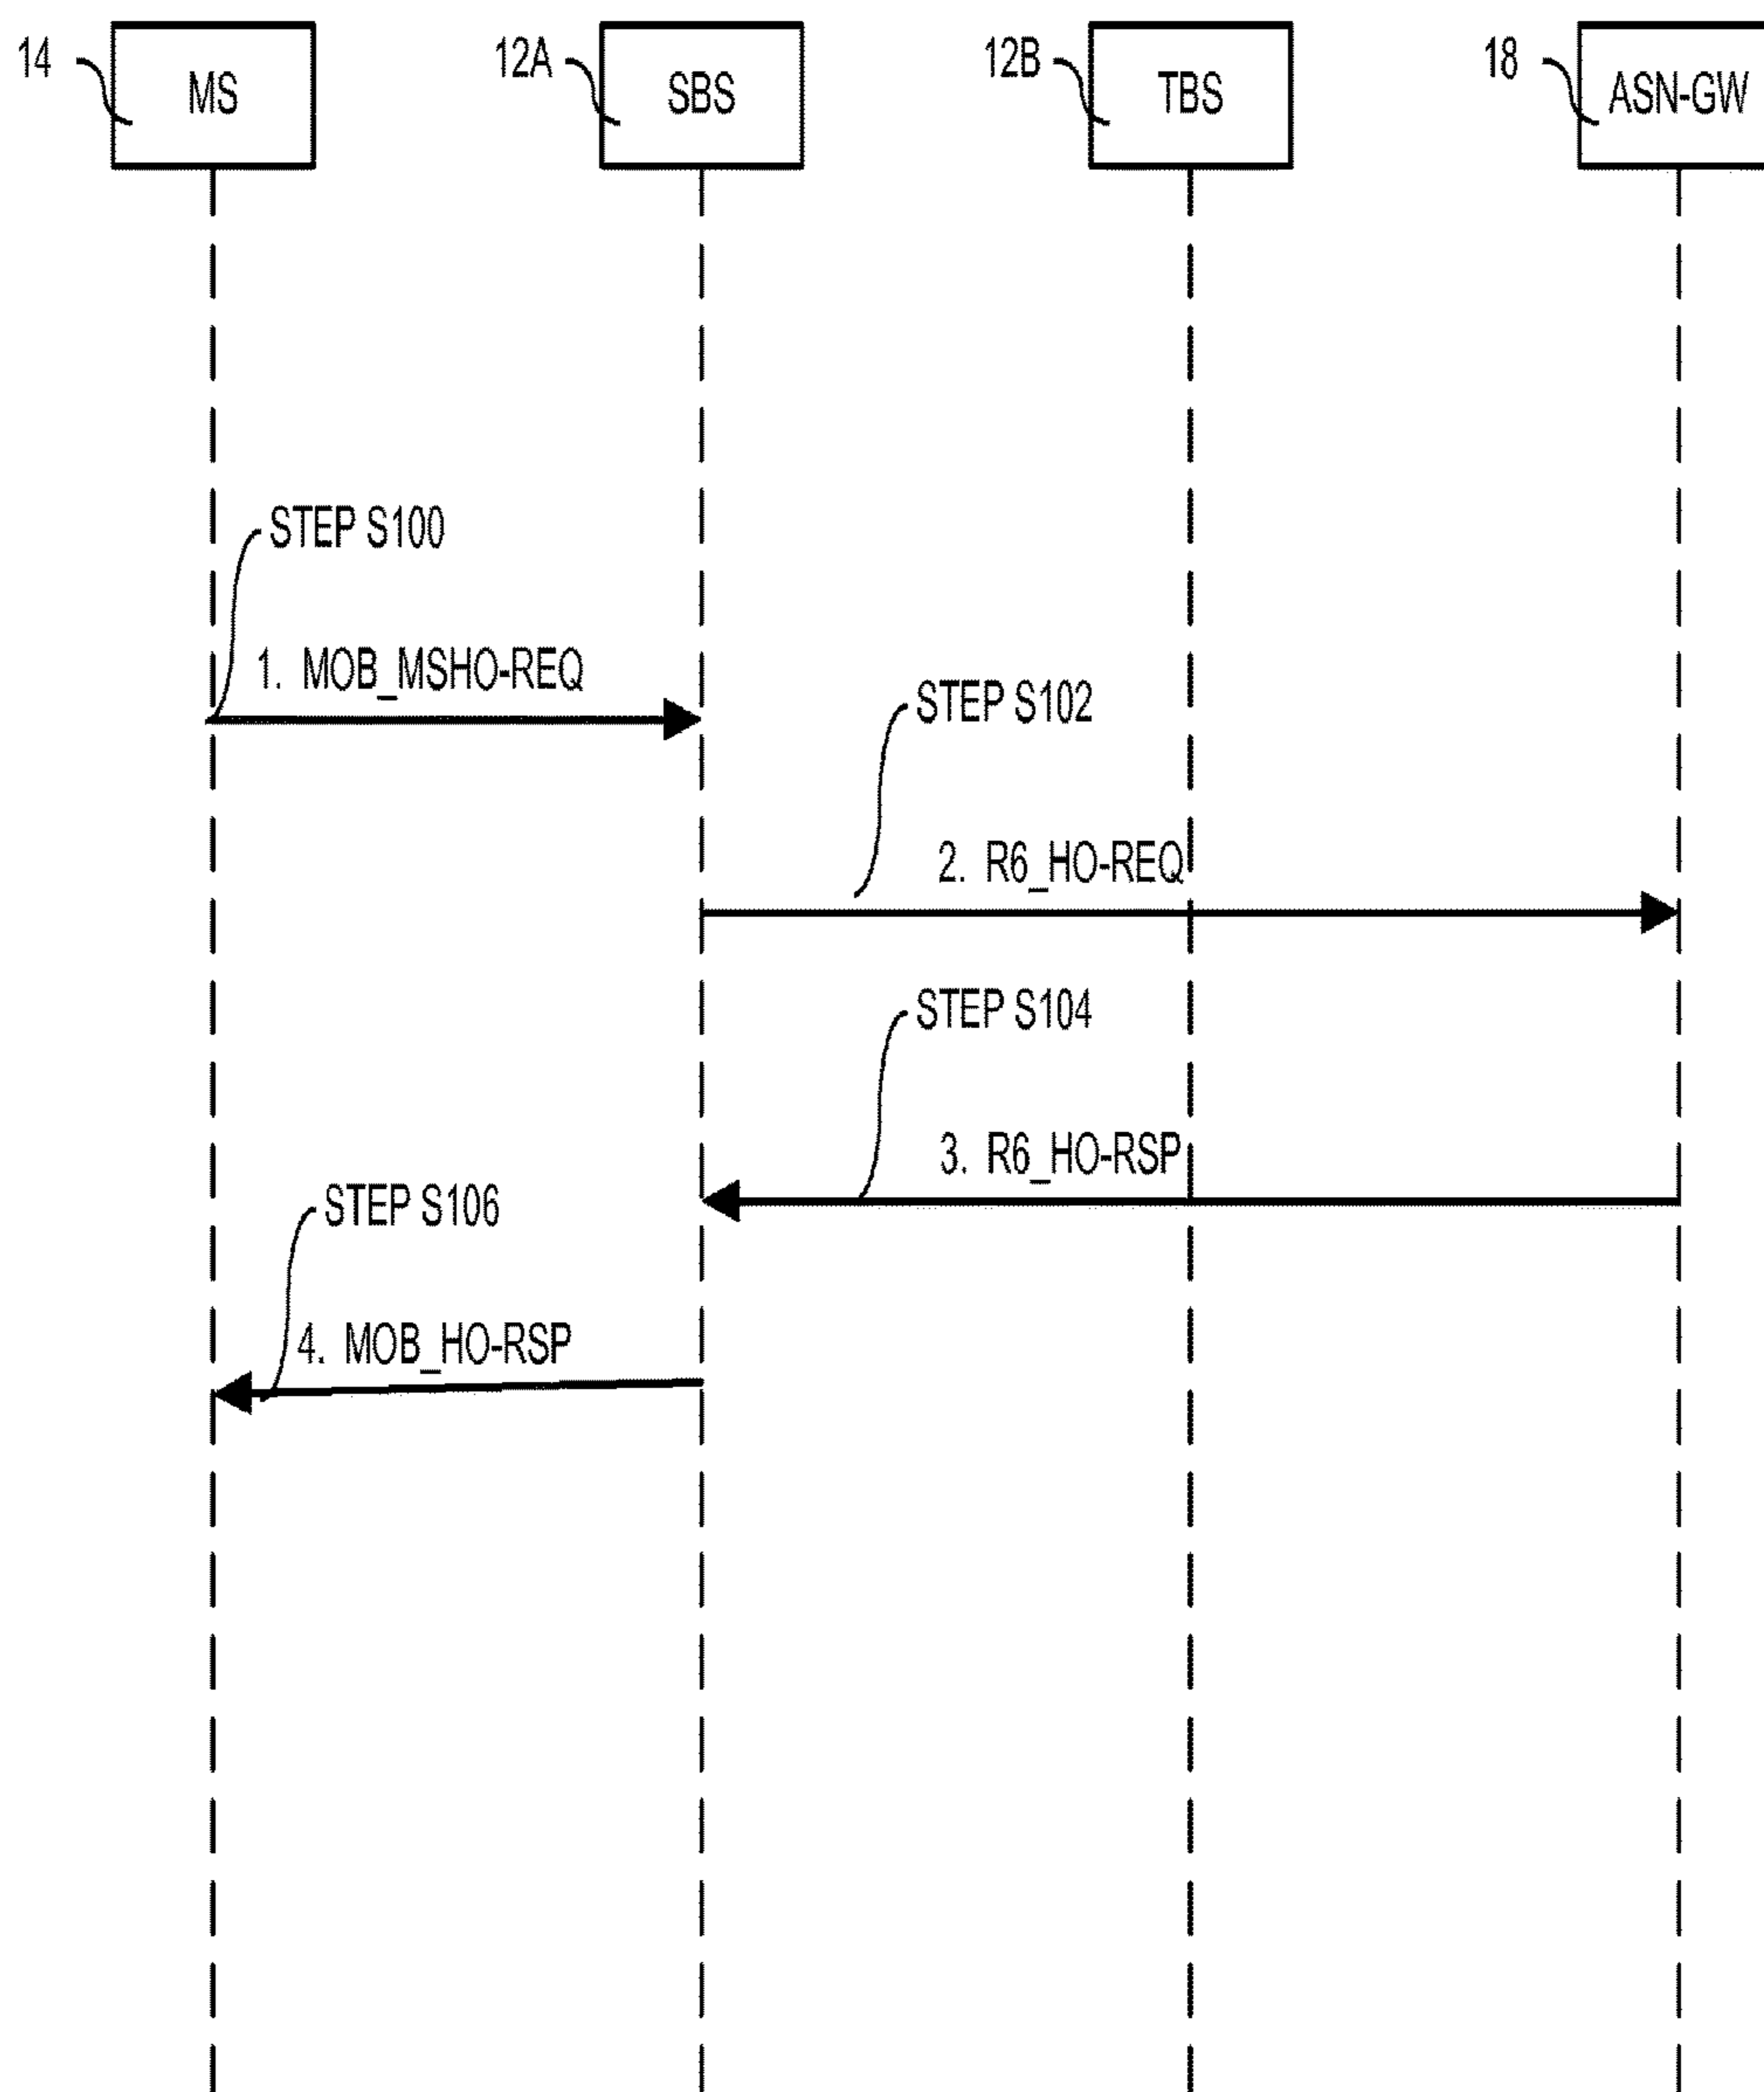 14
MS
12A
SBS
12B
TBS
18
ASN-GW
STEP S100
1. MOB_MSHO-REQ
STEP S102
2. R6_HO-REQ
STEP S104
3. R6_HO-RSP
STEP S106
4. MOB_HO-RSP